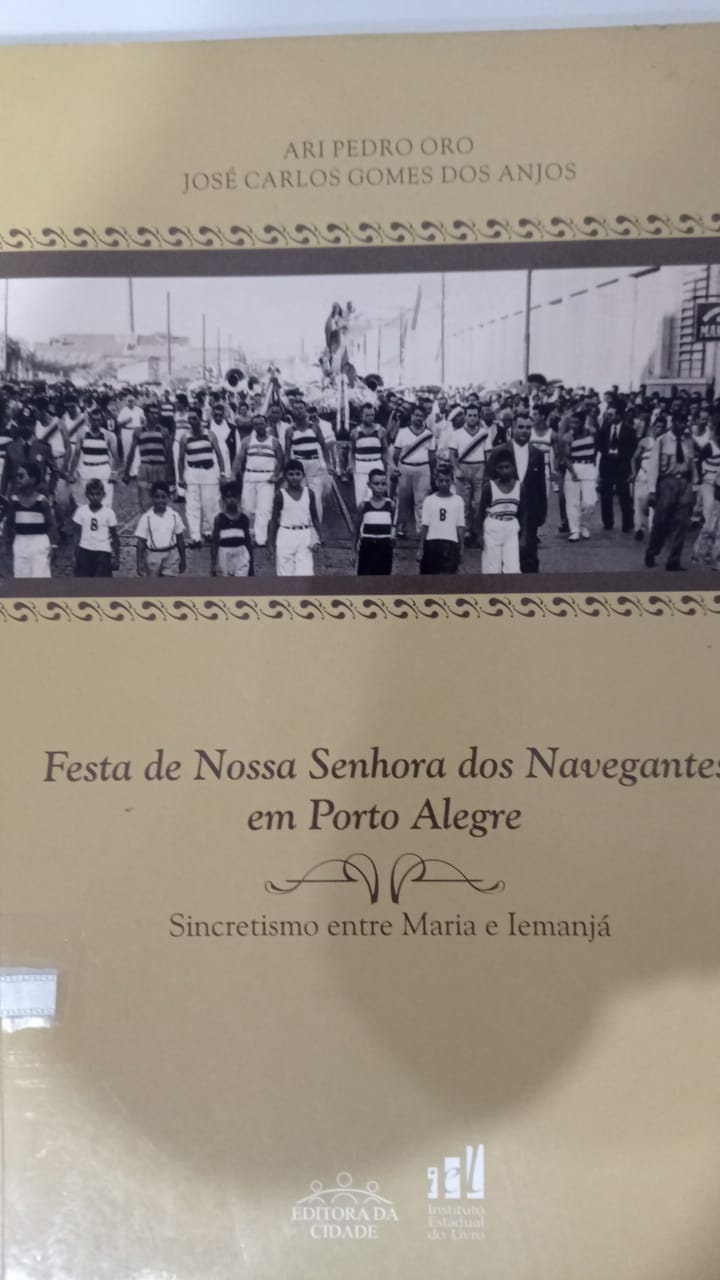 ARI PEDRO ORO
JOSÉ CARLOS GOMES DOS ANJOS
B
B
Festa de Nossa Senhora dos Navegantes
em Porto Alegre
Sincretismo entre Maria e Iemanjá
EDITORA DA
CIDADE
iel
Instituto
Estadual
do Livro